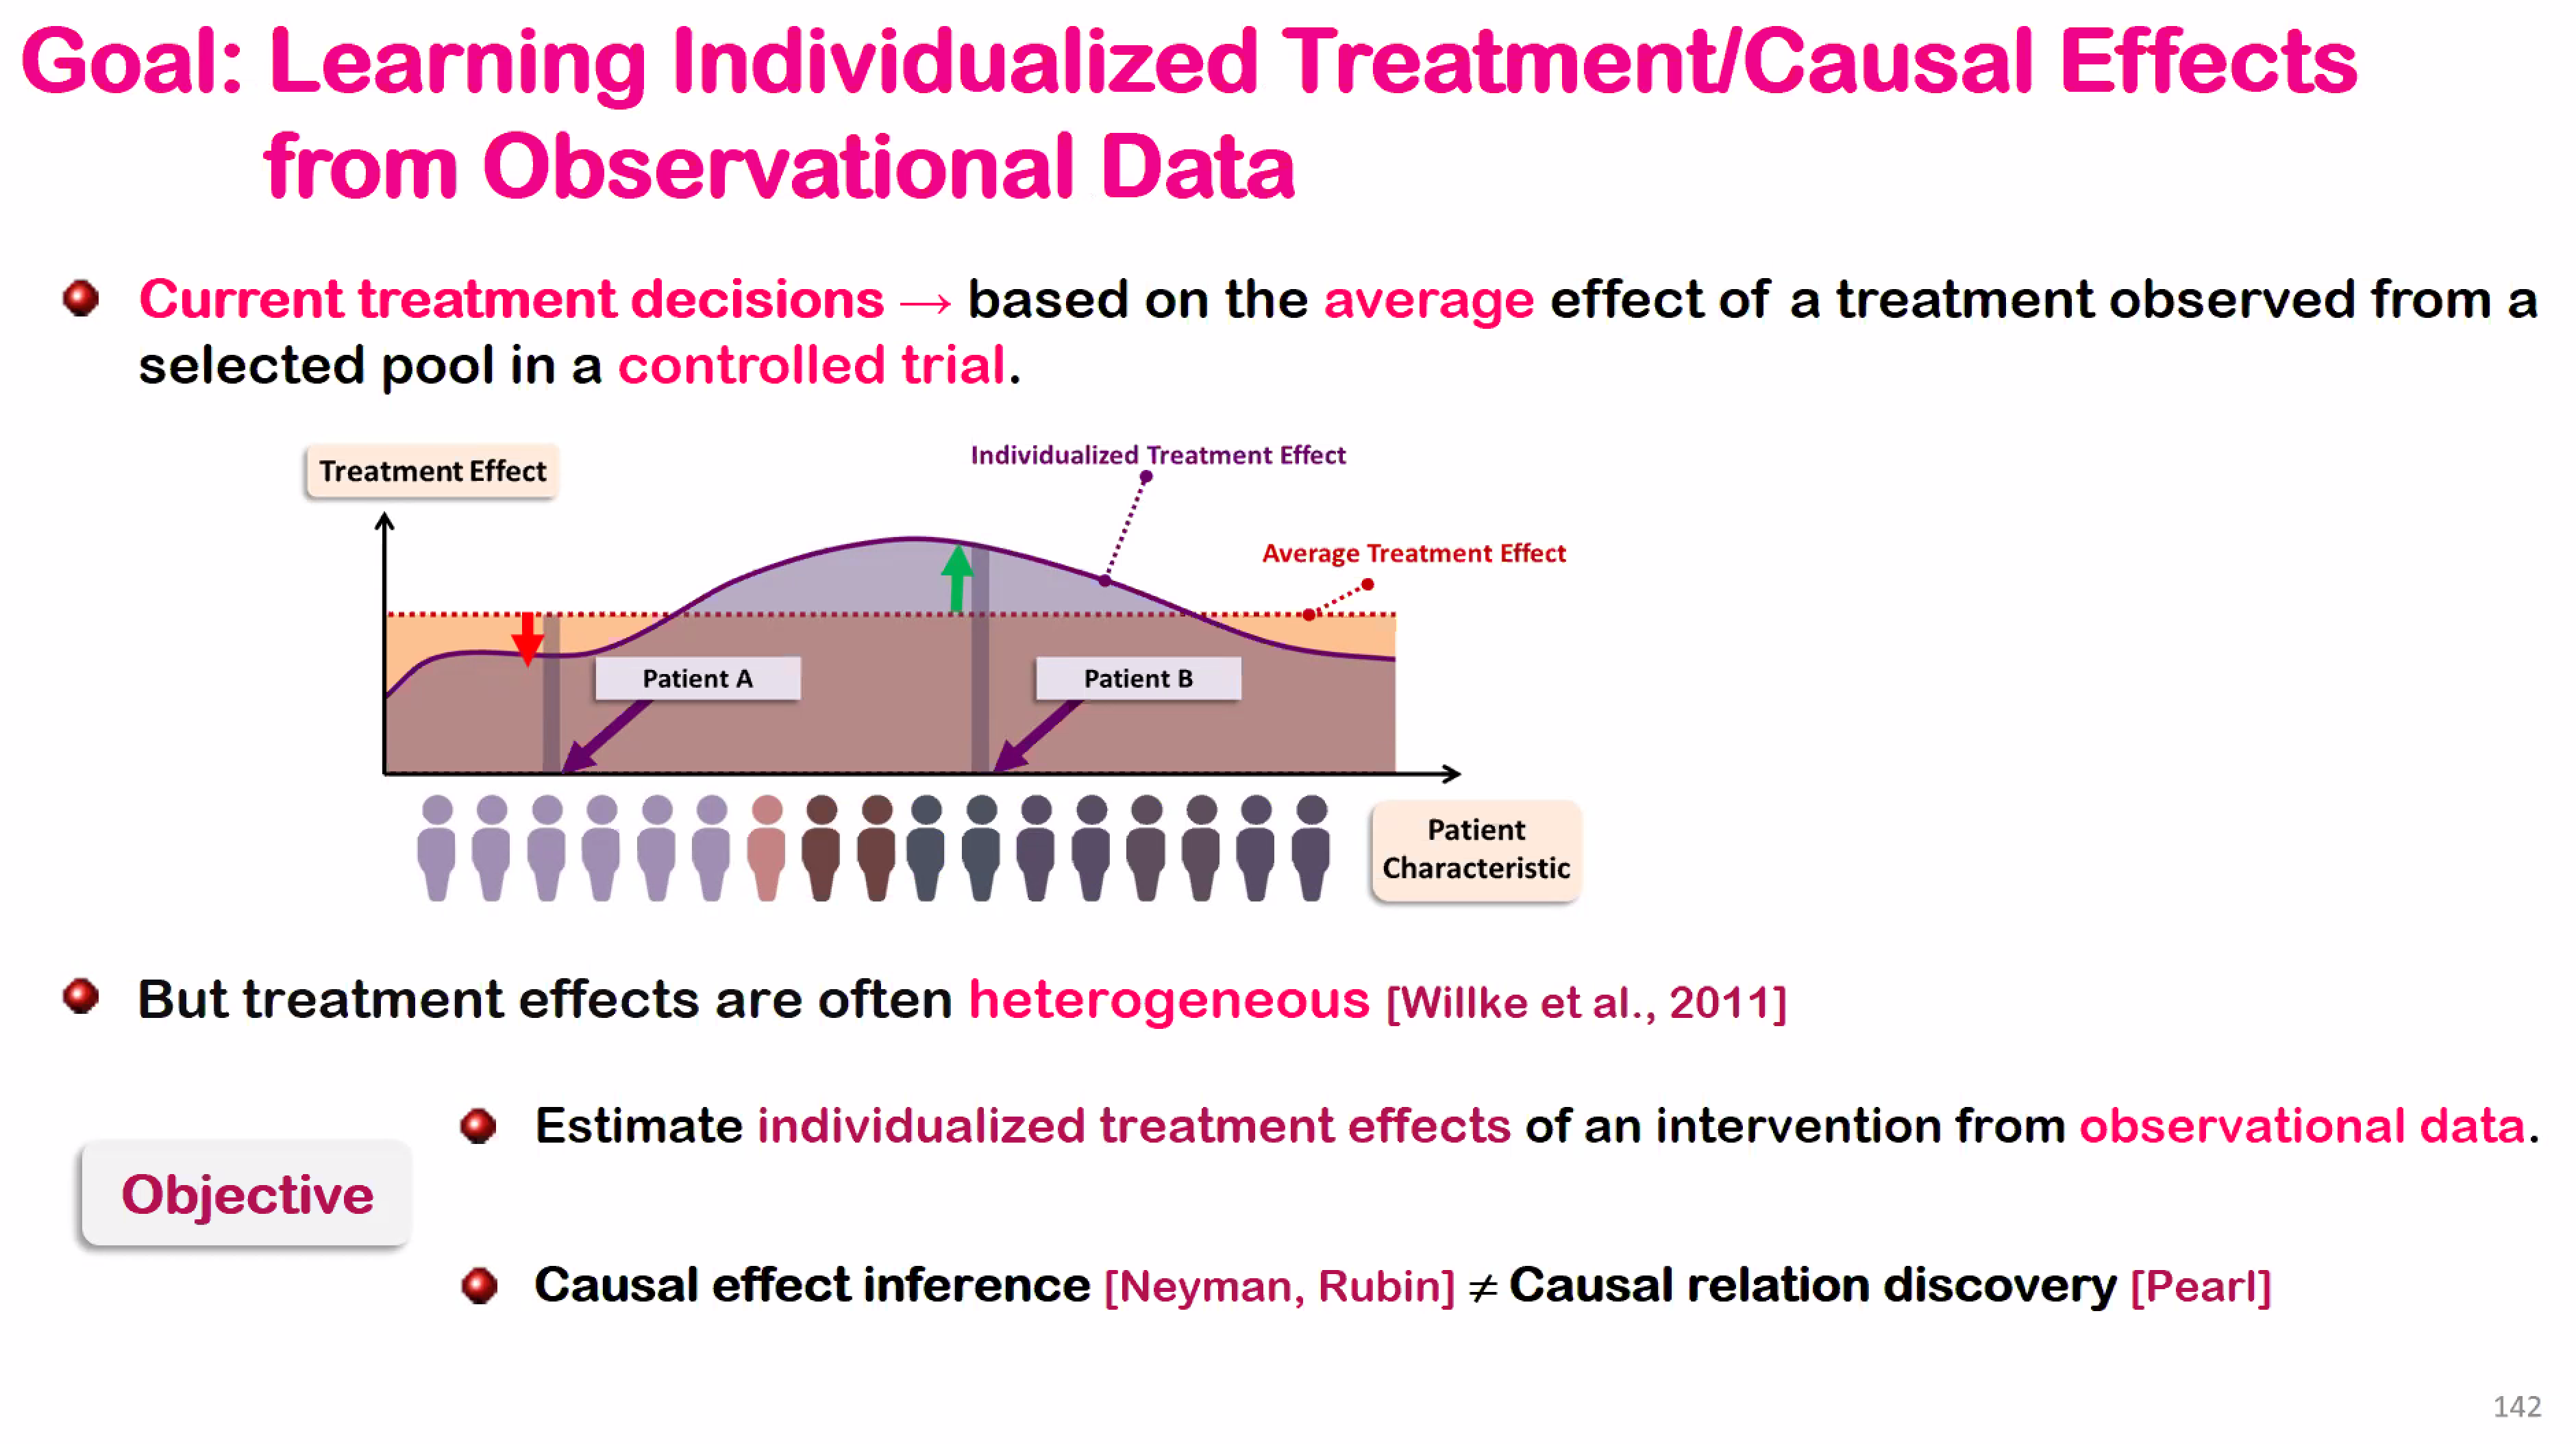 Goal: Learning Individualized Treatment/Causal Effects
from Observational Data
Current treatment decisions → based on the average effect of a treatment observed from a
selected pool in a controlled trial.
Treatment Effect
Individualized Treatment Effect
Average Treatment Effect
Patient A
Patient B
Patient
Characteristic
But treatment effects are often heterogeneous [Willke et al., 2011]
Objective
Estimate individualized treatment effects of an intervention from observational data.
Causal effect inference [Neyman, Rubin] ≠ Causal relation discovery [Pearl]
142